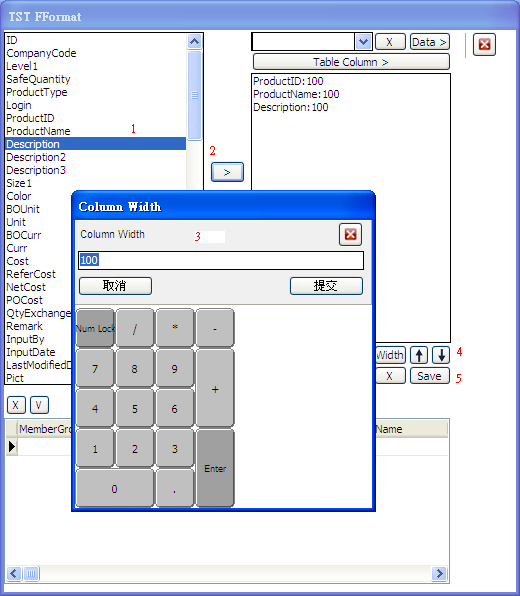 TST FFormat
ID
CompanyCode
Level1
SafeQuantity
ProductType
Login
ProductID
ProductName
1
Description
Description2
Description3
Size1
Color
BOUnit
Unit
BOCurr
Curr
Cost
ReferCost
NetCost
POCost
QtyExchange
Remark
InputBy
InputDate
LastModifiedD
Pict
2
>
X
Data >
Table Column >
ProductID:100
ProductName:100
Description:100
Column Width
Column Width
3
100
取消
提交
Num Lock
/
*
-
7
8
9
+
4
5
6
1
2
3
Enter
0
.
Width
4
X
Save
5
X
V
MemberGro
Name